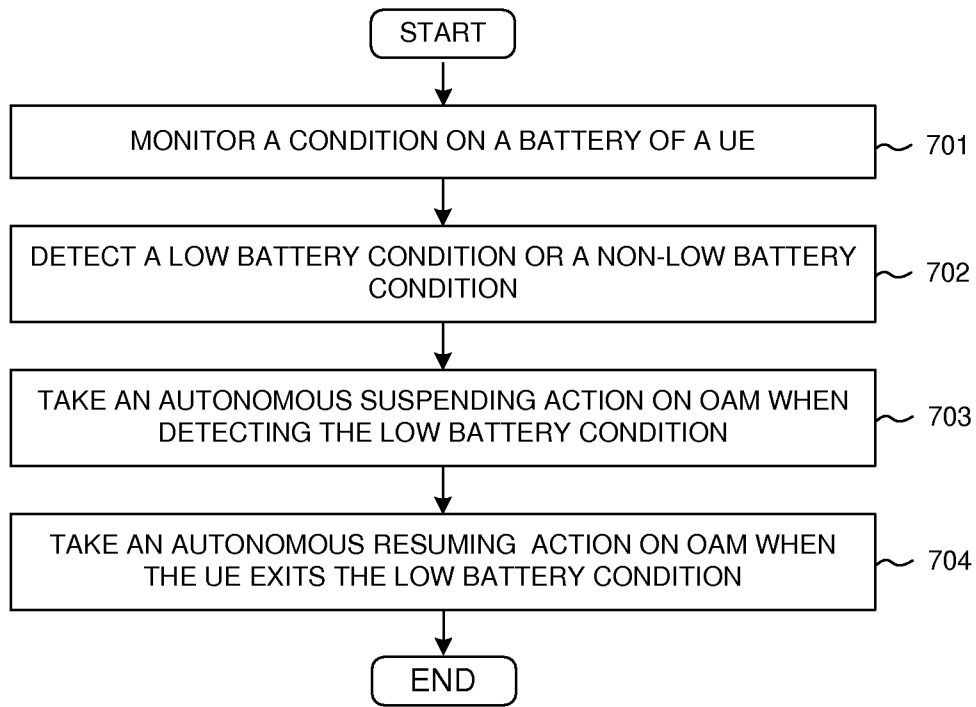 START
MONITOR A CONDITION ON A BATTERY OF A UE
701
DETECT A LOW BATTERY CONDITION OR A NON-LOW BATTERY
CONDITION
702
TAKE AN AUTONOMOUS SUSPENDING ACTION ON OAM WHEN
DETECTING THE LOW BATTERY CONDITION
703
TAKE AN AUTONOMOUS RESUMING ACTION ON OAM WHEN
THE UE EXITS THE LOW BATTERY CONDITION
704
END